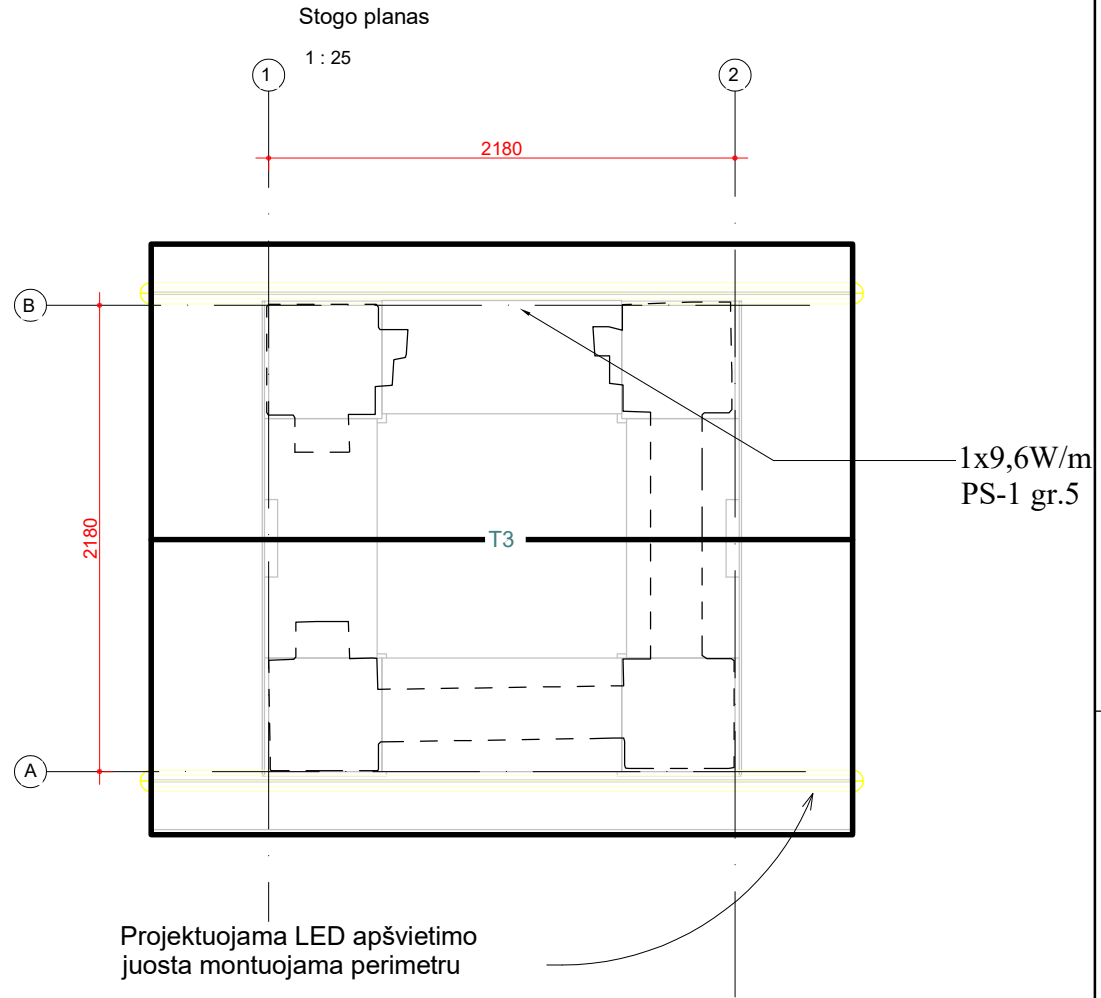 Stogo planas
1 : 25
1
2
2180
B
1x9,6W/m
PS-1 gr.5
2180
T3
A
Projektuojama LED apšvietimo
juosta montuojama perimetru